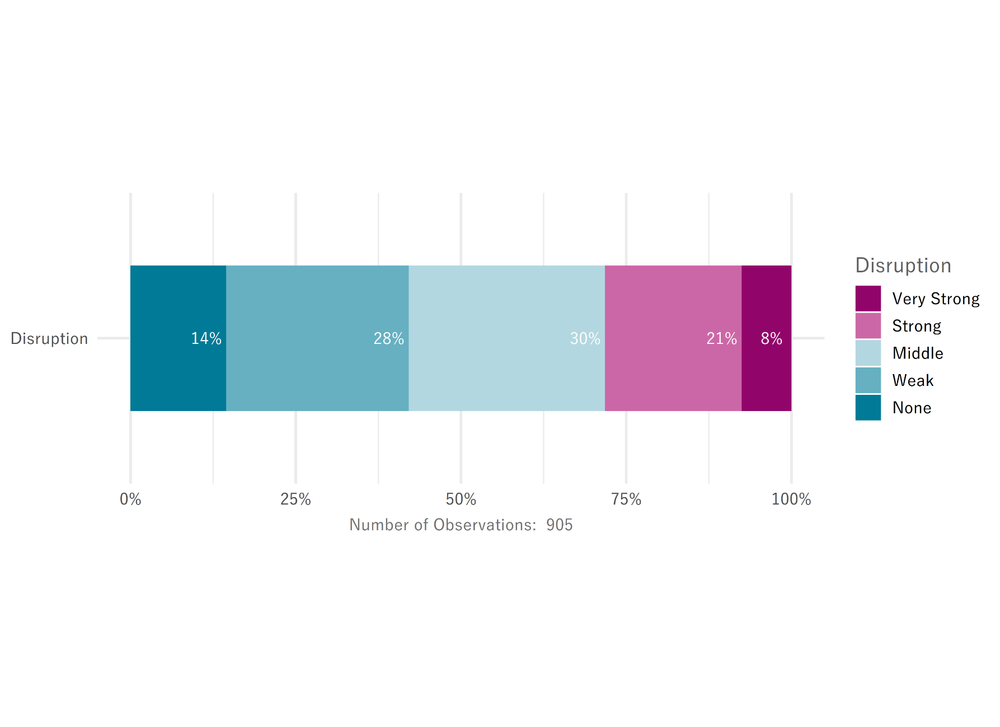 Disruption
14%
28%
30%
21%
8%
0%
25%
50%
75%
100%
Number of Observations: 905
Disruption
Very Strong
Strong
Middle
Weak
None